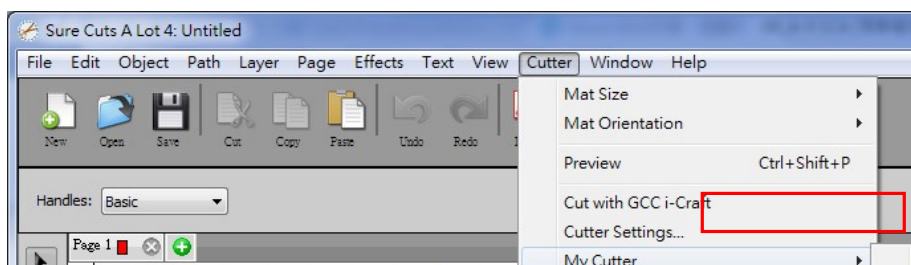 Sure Cuts A Lot 4: Untitled
File Edit Object Path Layer Page Effects Text View Cutter Window Help
New Open Save Cut Copy Paste Undo Redo
Mat Size
Mat Orientation
Preview Ctrl+Shift+P
Handles: Basic
Cut with GCC i-Craft
Cutter Settings...
Page 1
My Cutter